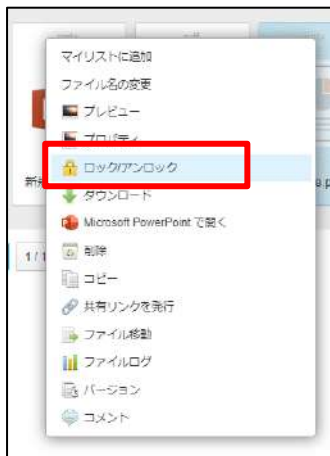 マイリストに追加
ファイル名の変更
プレビュー
プロパティ
ロック/アンロック
ダウンロード
Microsoft PowerPoint で開く
削除
コピー
共有リンクを発行
ファイル移動
ファイルログ
バージョン
コメント
新
1 / 1